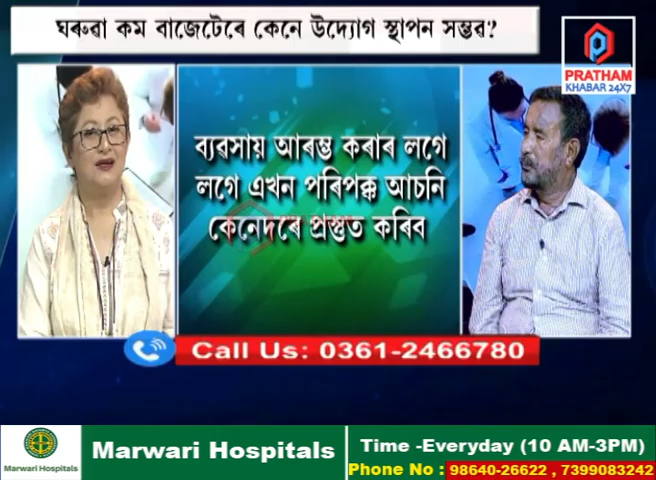 ঘৰুৱা কম বাজেটেৰে কেনে উদ্যোগ স্থাপন সম্ভৱ?
PRATHAM
KHABAR 24X7
ব্যৱসায় আৰম্ভ কৰাৰ লগে
লগে এখন পৰিপক্ক আচনি
কেনেদৰে প্ৰস্তুত কৰিব
Call Us: 0361-2466780
Marwari Hospitals
Marwari Hospitals
Time -Everyday (10 AM-3PM)
Phone No : 98640-26622 , 7399083242